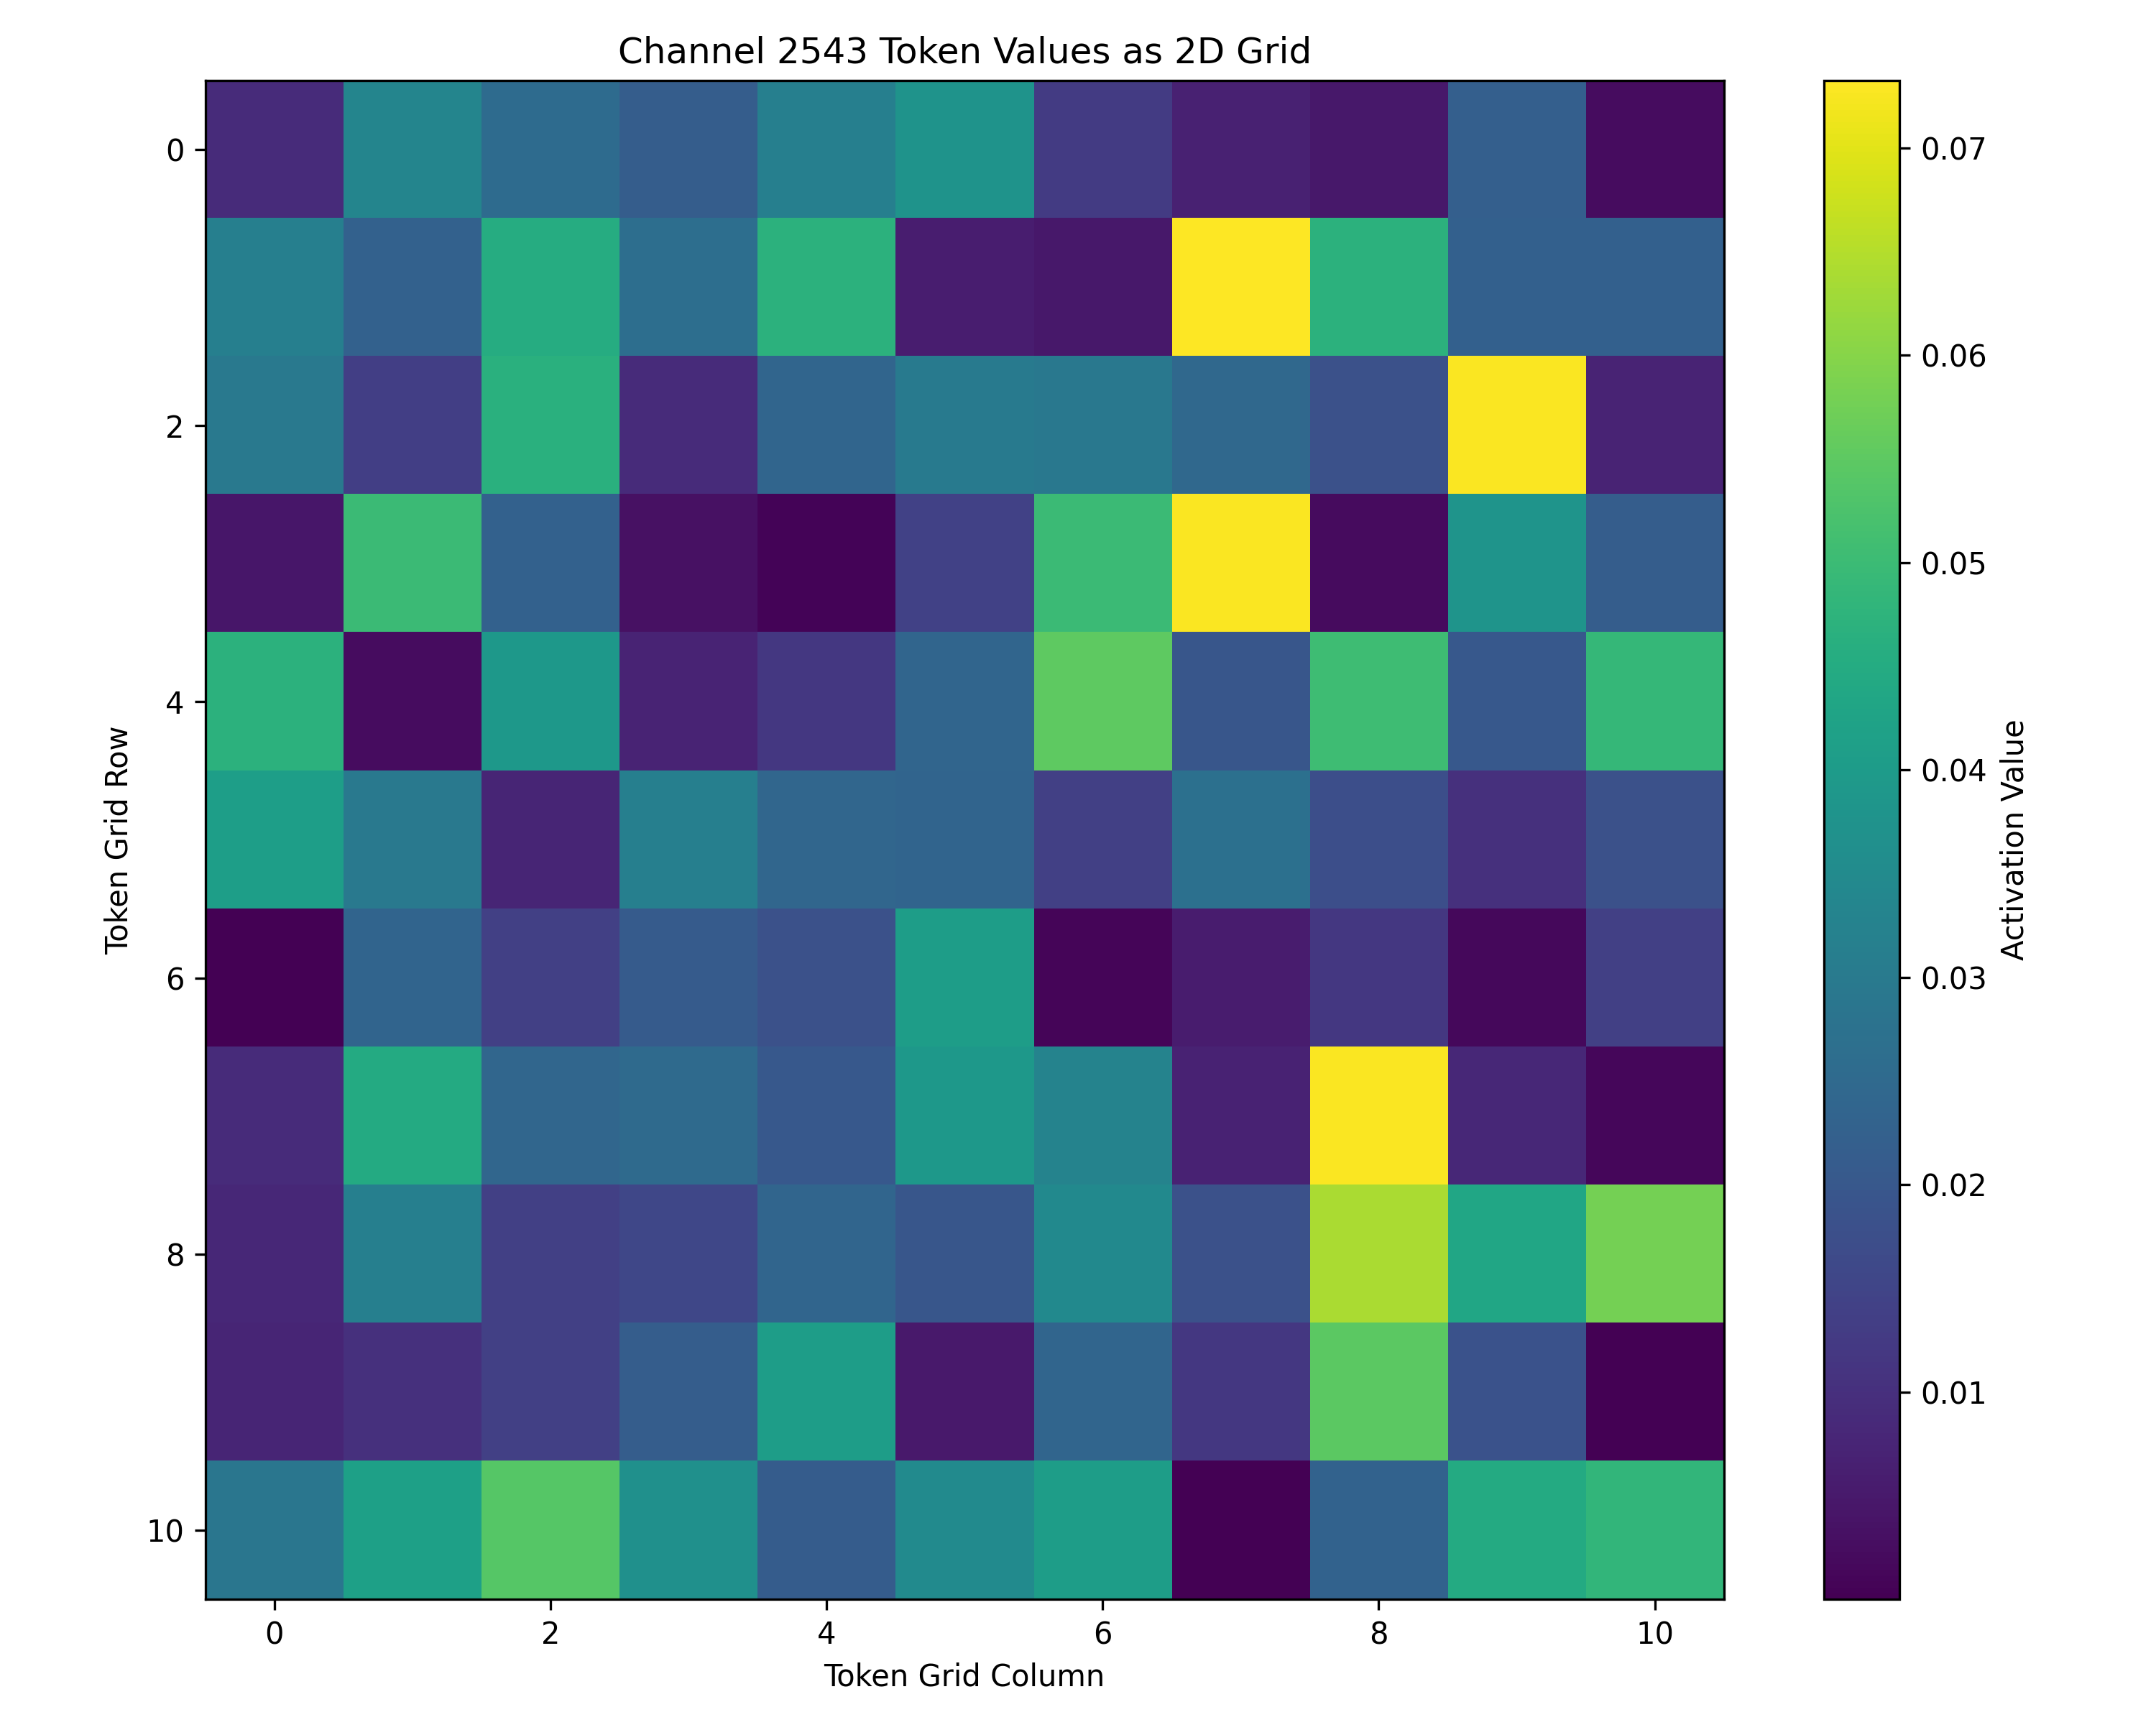 Channel 2543 Token Values as 2D Grid
0
2
4
6
8
10
Token Grid Row
0 2 4 6 8 10
Token Grid Column
0.07
0.06
0.05
0.04
0.03
0.02
0.01
Activation Value